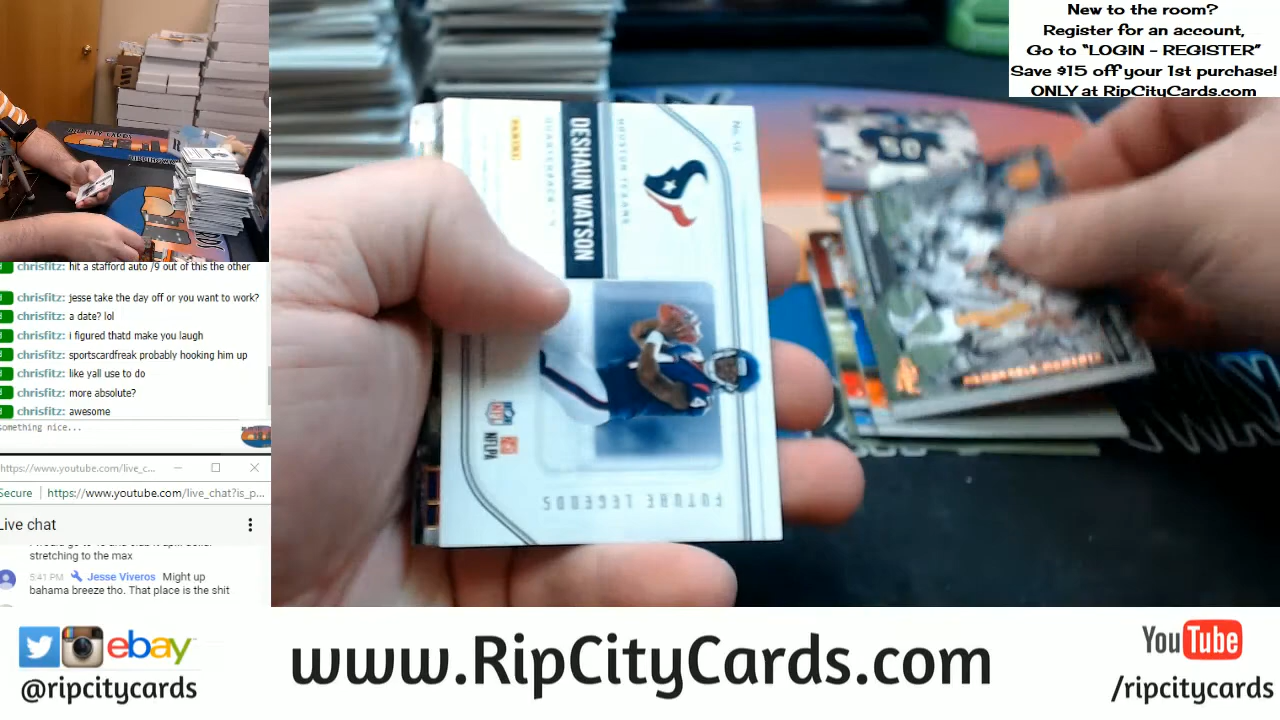 New to the room?
Register for an account,
Go to “LOGIN - REGISTER”
Save $15 off your 1st purchase!
ONLY at RipCityCards.com
chrisfitz: hit a stafford auto /9 out of this the other
chrisfitz: jesse take the day off or you want to work?
chrisfitz: a date? lol
chrisfitz: i figured thatd make you laugh
chrisfitz: sportscardfreak probably hooking him up
chrisfitz: like yall use to do
chrisfitz: more absolute?
chrisfitz: awesome
something nice...
https://www.youtube.com/live_c...
Secure https://www.youtube.com/live_chat?is_p...
Live chat
stretching to the max
5:41 PM Jesse Viveros Might up
bahama breeze tho. That place is the shit
HOUSTON TEXANS
DESHAUN WATSON
QUARTERBACK
PANINI
NFL
NFLPA
FUTURE LEGENDS
50
ebay
@ripcitycards
www.RipCityCards.com
YouTube
/ripcitycards